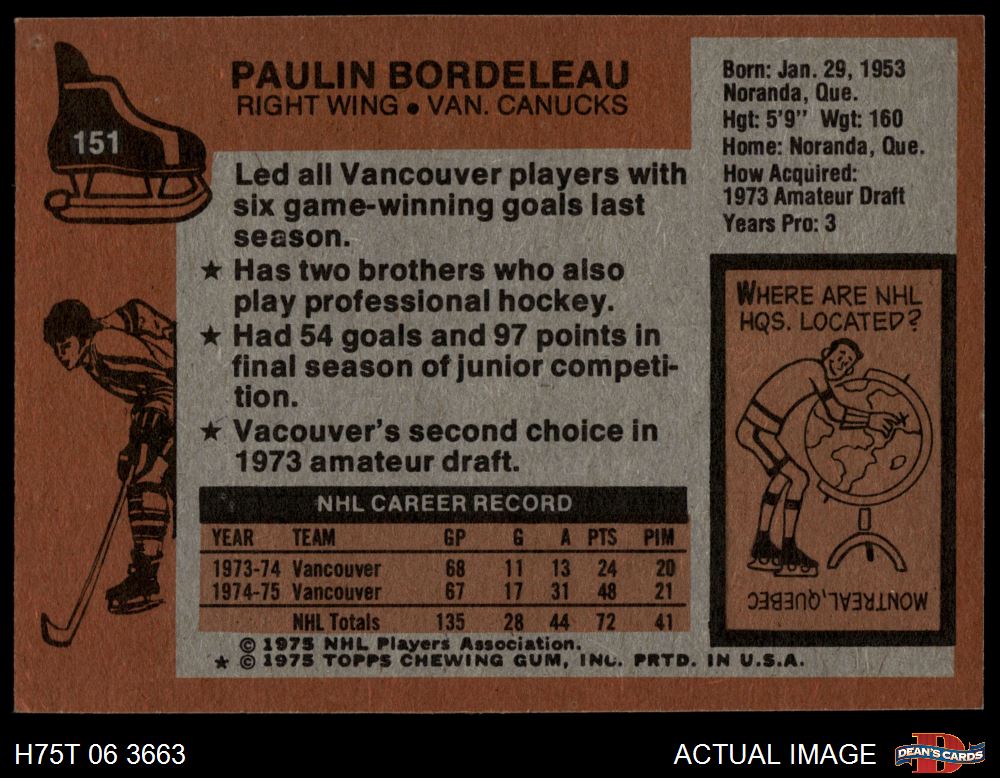 151
PAULIN BORDELEAU
RIGHT WING ● VAN. CANUCKS
Born: Jan. 29, 1953
Noranda, Que.
Hgt: 5'9" Wgt: 160
Home: Noranda, Que.
How Acquired:
1973 Amateur Draft
Years Pro: 3
Led all Vancouver players with
six game-winning goals last
season.
★ Has two brothers who also
play professional hockey.
★ Had 54 goals and 97 points in
final season of junior competi-
tion.
★ Vacouver's second choice in
1973 amateur draft.
WHERE ARE NHL
HQS. LOCATED?
MONTREAL, QUEBEC
NHL CAREER RECORD
YEAR TEAM GP G A PTS PIM
1973-74 Vancouver 68 11 13 24 20
1974-75 Vancouver 67 17 31 48 21
NHL Totals 135 28 44 72 41
© 1975 NHL Players Association.
★ © 1975 TOPPS CHEWING GUM, INC. PRTD. IN U.S.A.
H75T 06 3663
ACTUAL IMAGE
D
DEAN'S CARDS